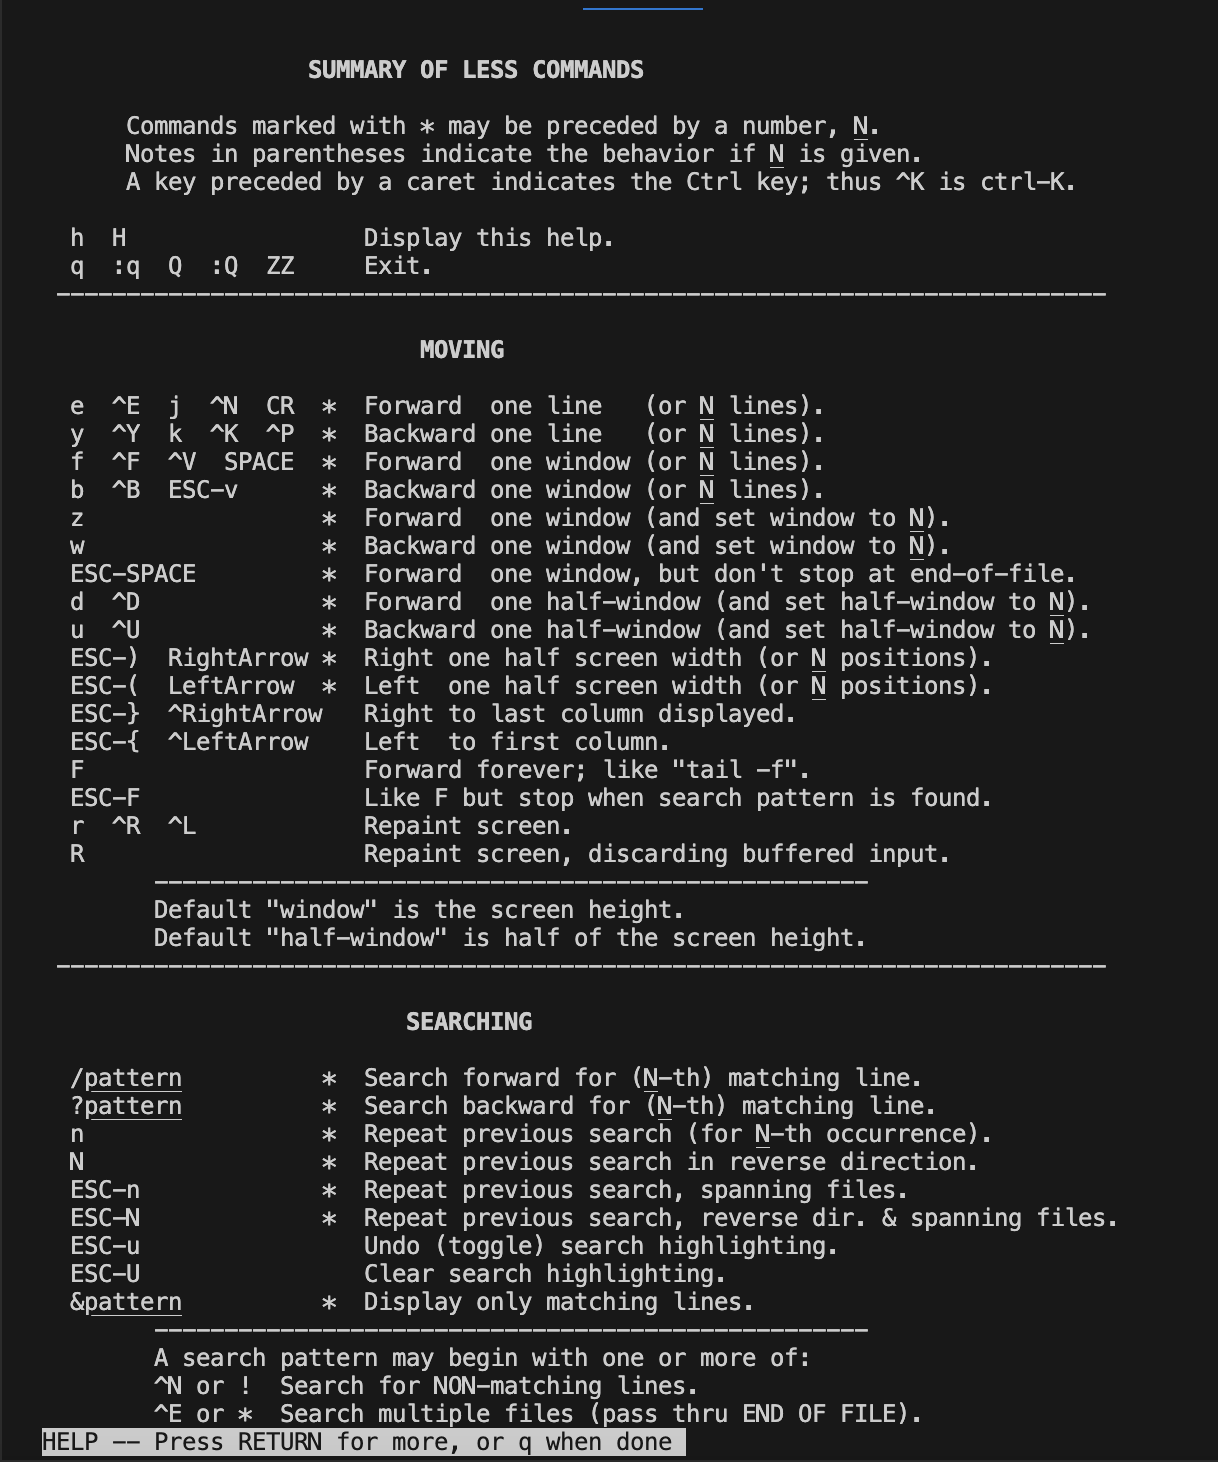 SUMMARY OF LESS COMMANDS
Commands marked with * may be preceded by a number, N.
Notes in parentheses indicate the behavior if N is given.
A key preceded by a caret indicates the Ctrl key; thus ^K is ctrl-K.
h  H                 Display this help.
q  :q  Q  :Q  ZZ     Exit.
MOVING
e  ^E  j  ^N  CR  *  Forward  one line   (or N lines).
y  ^Y  k  ^K  ^P  *  Backward one line   (or N lines).
f  ^F  ^V  SPACE  *  Forward  one window (or N lines).
b  ^B  ESC-v      *  Backward one window (or N lines).
z                 *  Forward  one window (and set window to N).
w                 *  Backward one window (and set window to N).
ESC-SPACE         *  Forward  one window, but don't stop at end-of-file.
d  ^D             *  Forward  one half-window (and set half-window to N).
u  ^U             *  Backward one half-window (and set half-window to N).
ESC-)  RightArrow *  Right one half screen width (or N positions).
ESC-(  LeftArrow  *  Left  one half screen width (or N positions).
ESC-}  ^RightArrow   Right to last column displayed.
ESC-{  ^LeftArrow    Left  to first column.
F                    Forward forever; like "tail -f".
ESC-F                Like F but stop when search pattern is found.
r  ^R  ^L            Repaint screen.
R                    Repaint screen, discarding buffered input.
Default "window" is the screen height.
Default "half-window" is half of the screen height.
SEARCHING
/pattern          *  Search forward for (N-th) matching line.
?pattern          *  Search backward for (N-th) matching line.
n                 *  Repeat previous search (for N-th occurrence).
N                 *  Repeat previous search in reverse direction.
ESC-n             *  Repeat previous search, spanning files.
ESC-N             *  Repeat previous search, reverse dir. & spanning files.
ESC-u                Undo (toggle) search highlighting.
ESC-U                Clear search highlighting.
&pattern          *  Display only matching lines.
A search pattern may begin with one or more of:
^N or !  Search for NON-matching lines.
^E or *  Search multiple files (pass thru END OF FILE).
HELP -- Press RETURN for more, or q when done